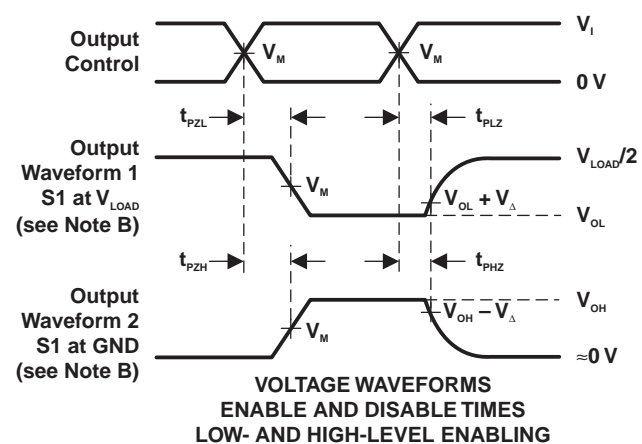 Output
Control
V_I
V_M
V_M
0 V
t_PZL
t_PLZ
Output
Waveform 1
S1 at V_LOAD
(see Note B)
V_LOAD/2
V_M
V_OL + V_Δ
V_OL
t_PZH
t_PHZ
Output
Waveform 2
S1 at GND
(see Note B)
V_OH
V_OH – V_Δ
V_M
≈0 V
VOLTAGE WAVEFORMS
ENABLE AND DISABLE TIMES
LOW- AND HIGH-LEVEL ENABLING